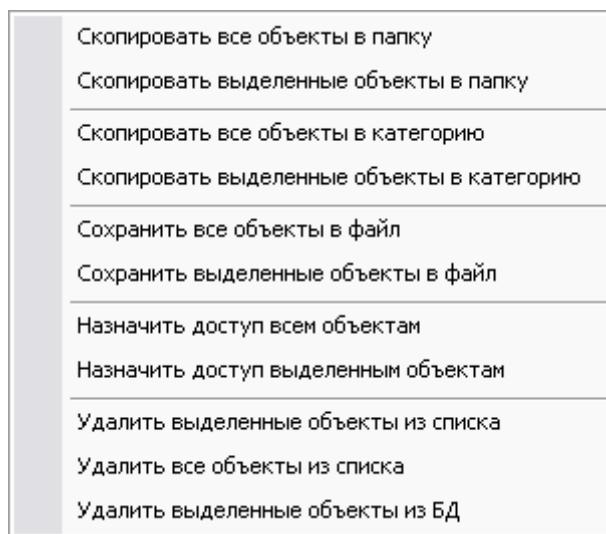 Скопировать все объекты в папку
Скопировать выделенные объекты в папку
Скопировать все объекты в категорию
Скопировать выделенные объекты в категорию
Сохранить все объекты в файл
Сохранить выделенные объекты в файл
Назначить доступ всем объектам
Назначить доступ выделенным объектам
Удалить выделенные объекты из списка
Удалить все объекты из списка
Удалить выделенные объекты из БД